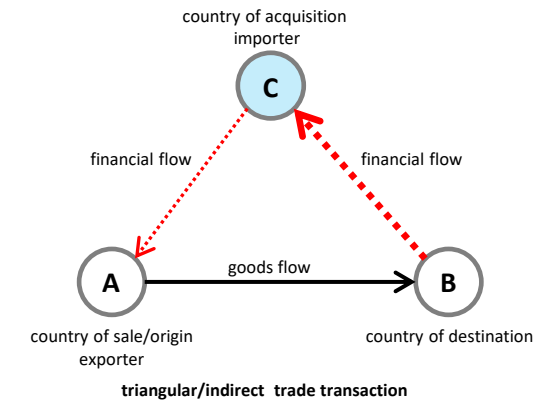 country of acquisition
importer
C
financial flow
financial flow
A
goods flow
B
country of sale/origin
exporter
country of destination
triangular/indirect trade transaction